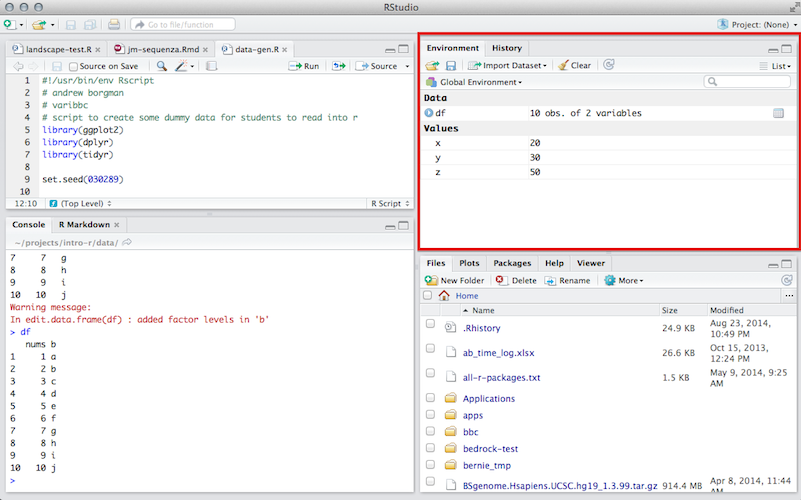 RStudio
Go to file/function
Project: (None)
landscape-test.R
jm-sequenza.Rmd
data-gen.R
Source on Save
Run
Source
1 #!/usr/bin/env Rscript
2 # andrew borgman
3 # varibbc
4 # script to create some dummy data for students to read into r
5 library(ggplot2)
6 library(dplyr)
7 library(tidyr)
8
9 set.seed(030289)
10
12:10
(Top Level)
R Script
Console
R Markdown
~/projects/intro-r/data/
7 7 g
8 8 h
9 9 i
10 10 j
Warning message:
In edit.data.frame(df) : added factor levels in 'b'
> df
nums b
1 1 a
2 2 b
3 3 c
4 4 d
5 5 e
6 6 f
7 7 g
8 8 h
9 9 i
10 10 j
>
Environment
History
Import Dataset
Clear
List
Global Environment
Data
df 10 obs. of 2 variables
Values
x 20
y 30
z 50
Files
Plots
Packages
Help
Viewer
New Folder
Delete
Rename
More
Home
...
Name Size Modified
.Rhistory 24.9 KB Aug 23, 2014, 10:49 PM
ab_time_log.xlsx 26.6 KB Oct 15, 2013, 12:24 PM
all-r-packages.txt 1.5 KB May 9, 2014, 9:25 AM
Applications
apps
bbc
bedrock-test
bernie_tmp
BSgenome.Hsapiens.UCSC.hg19_1.3.99.tar.gz 914.4 MB Apr 8, 2014, 11:44